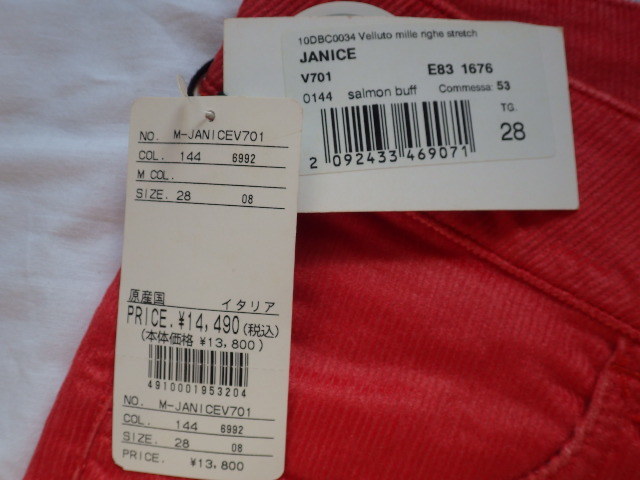 10DBC0034 Velluto mille righe stretch
JANICE
V701 E83 1676
0144 salmon buff Commessa: 53
TG.
28
2 092433 469071
NO. M-JANICEV701
COL. 144 6992
M COL.
SIZE. 28 08
原産国 イタリア
PRICE. ¥14,490(税込)
(本体価格 ¥13,800)
4910001953204
NO. M-JANICEV701
COL. 144 6992
SIZE. 28 08
PRICE. ¥13,800